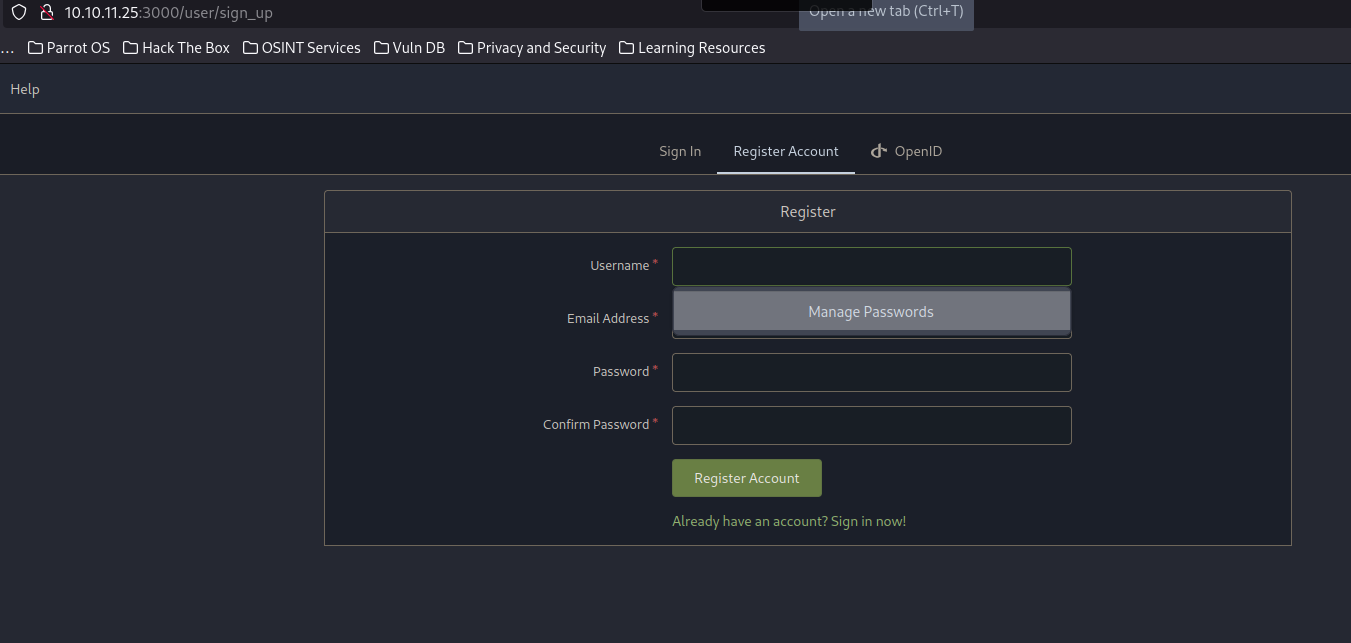 10.10.11.25:3000/user/sign_up
Open a new tab (Ctrl+T)
... Parrot OS Hack The Box OSINT Services Vuln DB Privacy and Security Learning Resources
Help
Sign In Register Account OpenID
Register
Username *
Manage Passwords
Email Address *
Password *
Confirm Password *
Register Account
Already have an account? Sign in now!